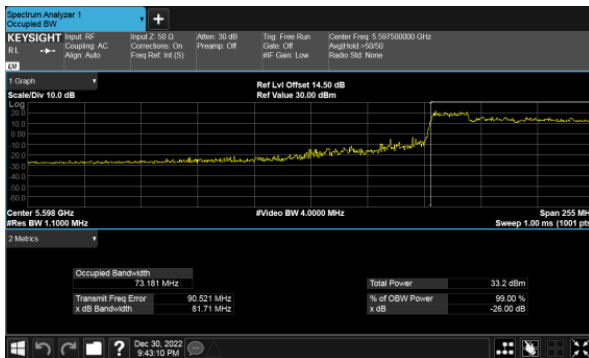 Spectrum Analyzer 1
Occupied BW
+
KEYSIGHT Input: RF Input Z: 50 Ω Atten: 30 dB Trig: Free Run Center Freq: 5.597500000 GHz
RL Coupling: AC Corrections: On Preamp: Off Gate: Off Avg|Hold:>50/50
Align: Auto Freq Ref: Int (S) #IF Gain: Low Radio Std: None
1 Graph
Ref Lvl Offset 14.50 dB
Scale/Div 10.0 dB Ref Value 30.00 dBm
Log
20.0
10.0
0.00
-10.0
-20.0
-30.0
-40.0
-50.0
-60.0
Center 5.598 GHz #Video BW 4.0000 MHz Span 255 MH
#Res BW 1.1000 MHz Sweep 1.00 ms (1001 pts
2 Metrics
Occupied Bandwidth
73.181 MHz Total Power 33.2 dBm
Transmit Freq Error 90.521 MHz % of OBW Power 99.00 %
x dB Bandwidth 81.71 MHz x dB -26.00 dB
? Dec 30, 2022
9:43:10 PM